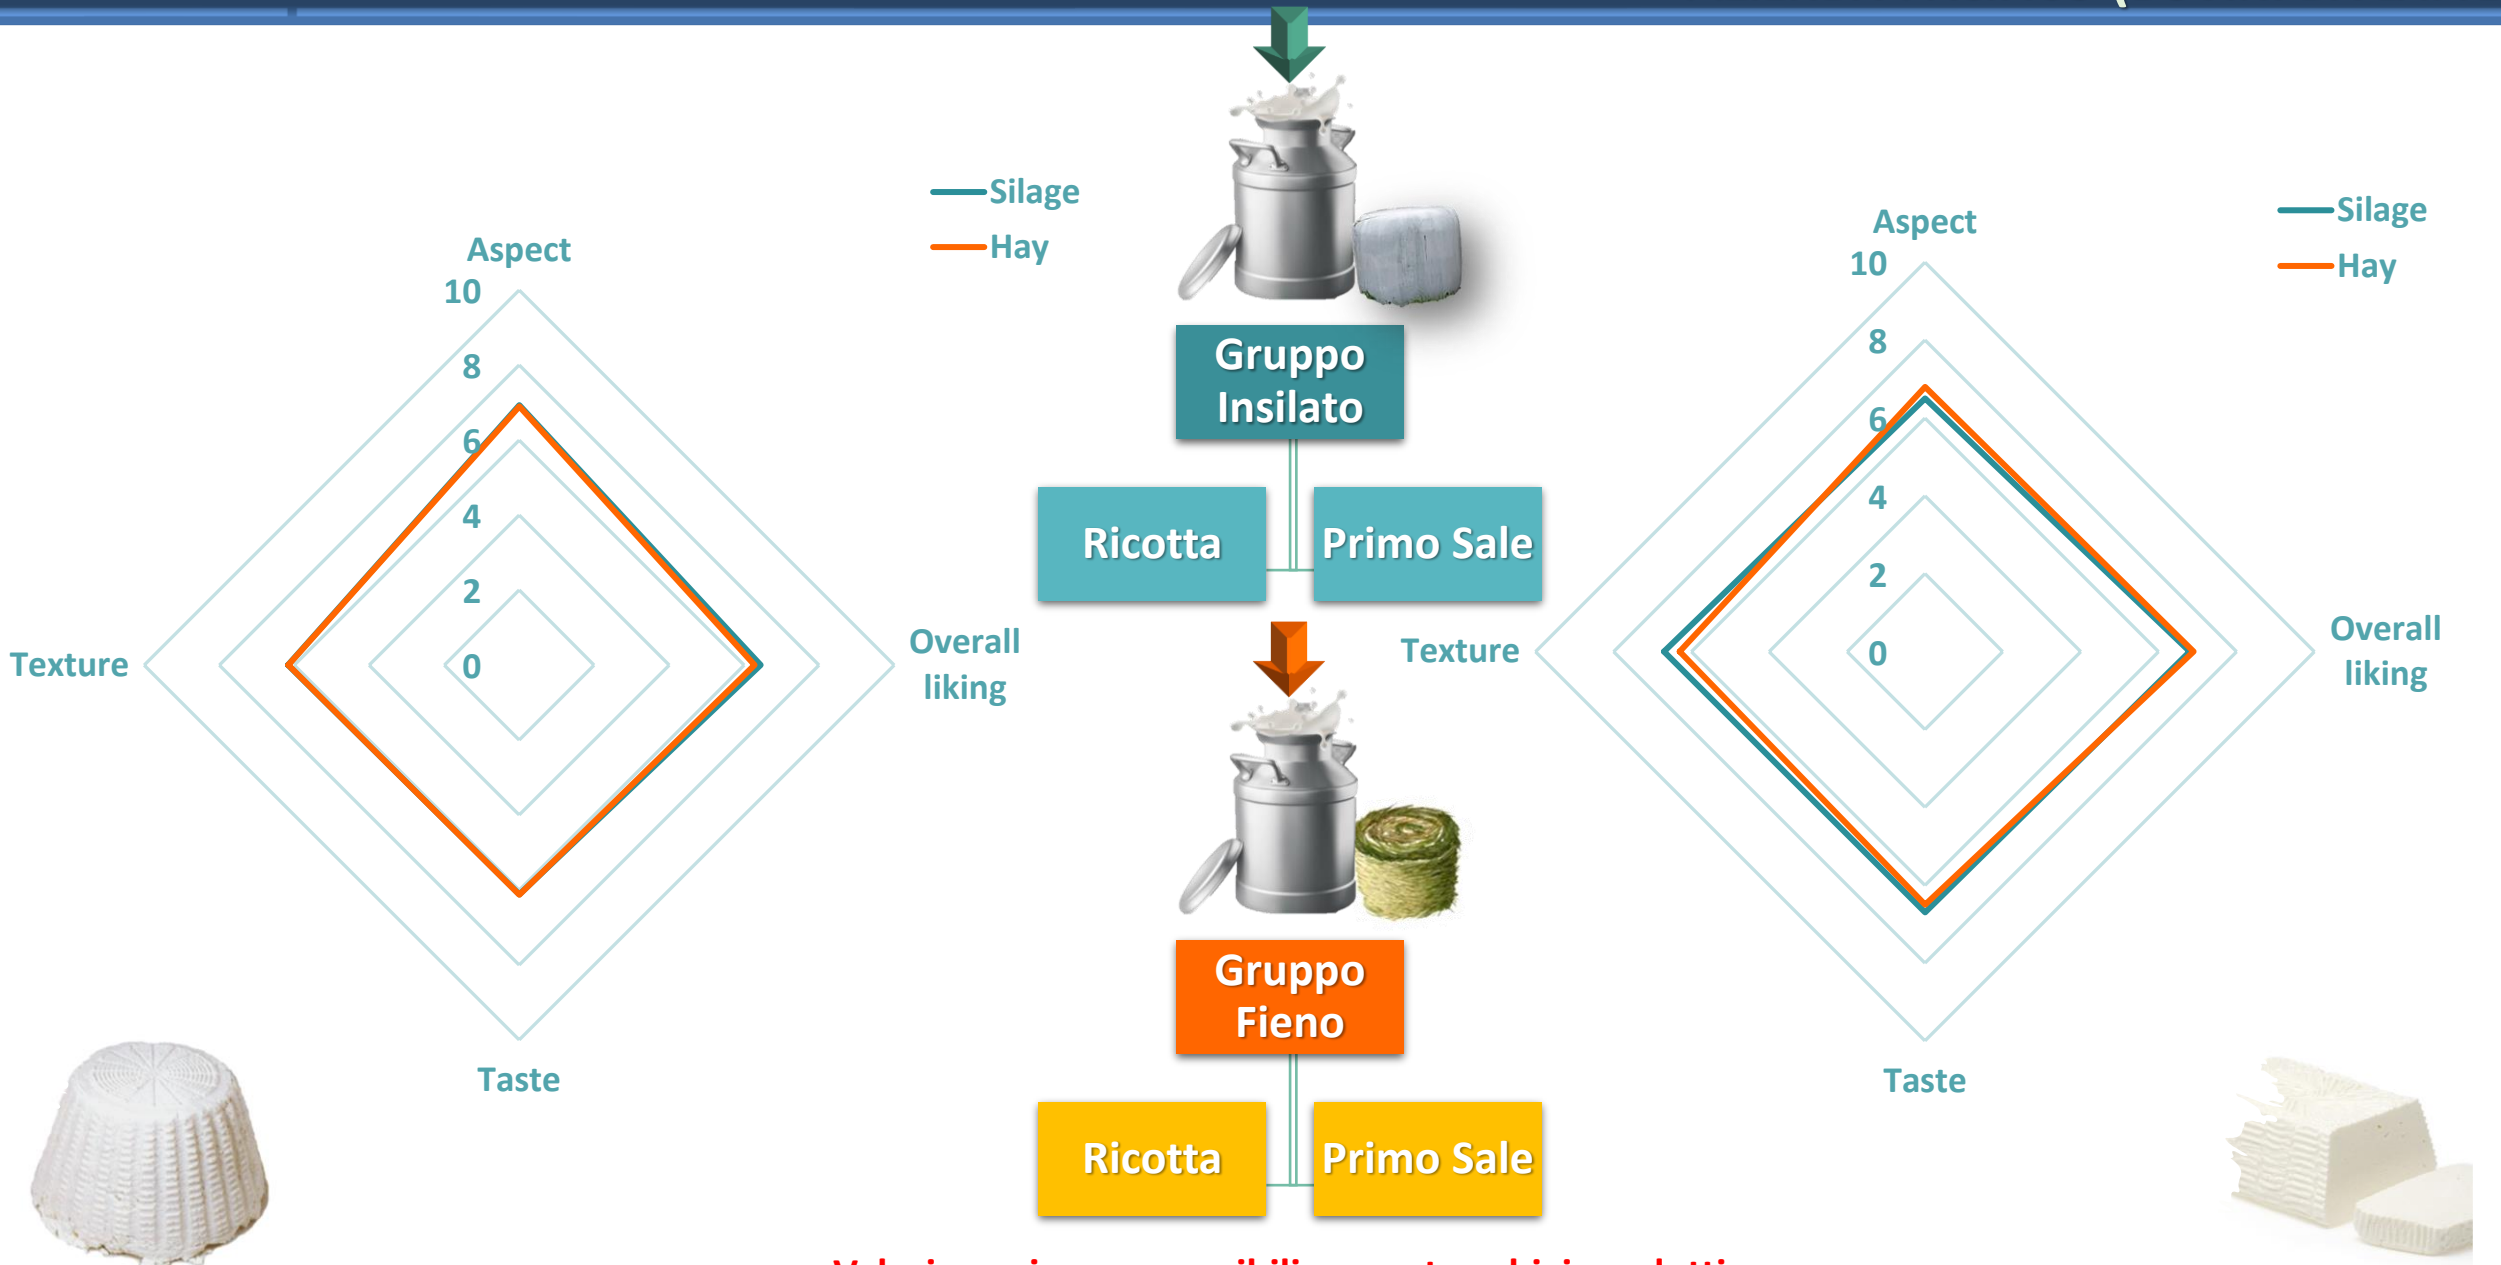 Silage
Hay
Aspect
10
8
6
4
2
0
Texture
Overall
liking
Taste
Gruppo
Insilato
Ricotta
Primo Sale
Gruppo
Fieno
Ricotta
Primo Sale
Silage
Hay
Aspect
10
8
6
4
2
0
Texture
Overall
liking
Taste